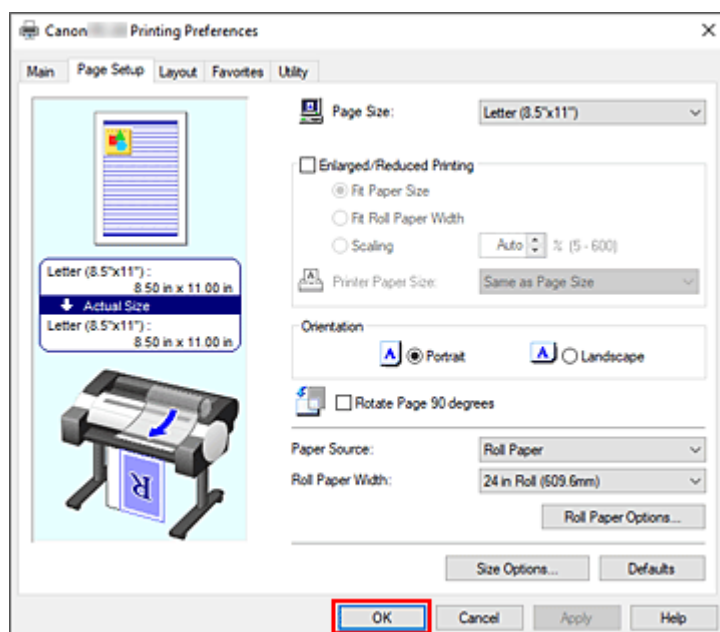 Canon Printing Preferences
Main Page Setup Layout Favorites Utility
Page Size: Letter (8.5"x11")
Enlarged/Reduced Printing
Fit Paper Size
Fit Roll Paper Width
Scaling Auto % (5 - 600)
Printer Paper Size: Same as Page Size
Letter (8.5"x11") :
8.50 in x 11.00 in
Actual Size
Letter (8.5"x11") :
8.50 in x 11.00 in
Orientation
A Portrait A Landscape
Rotate Page 90 degrees
Paper Source: Roll Paper
Roll Paper Width: 24 in Roll (609.6mm)
Roll Paper Options...
R
Size Options... Defaults
OK Cancel Apply Help